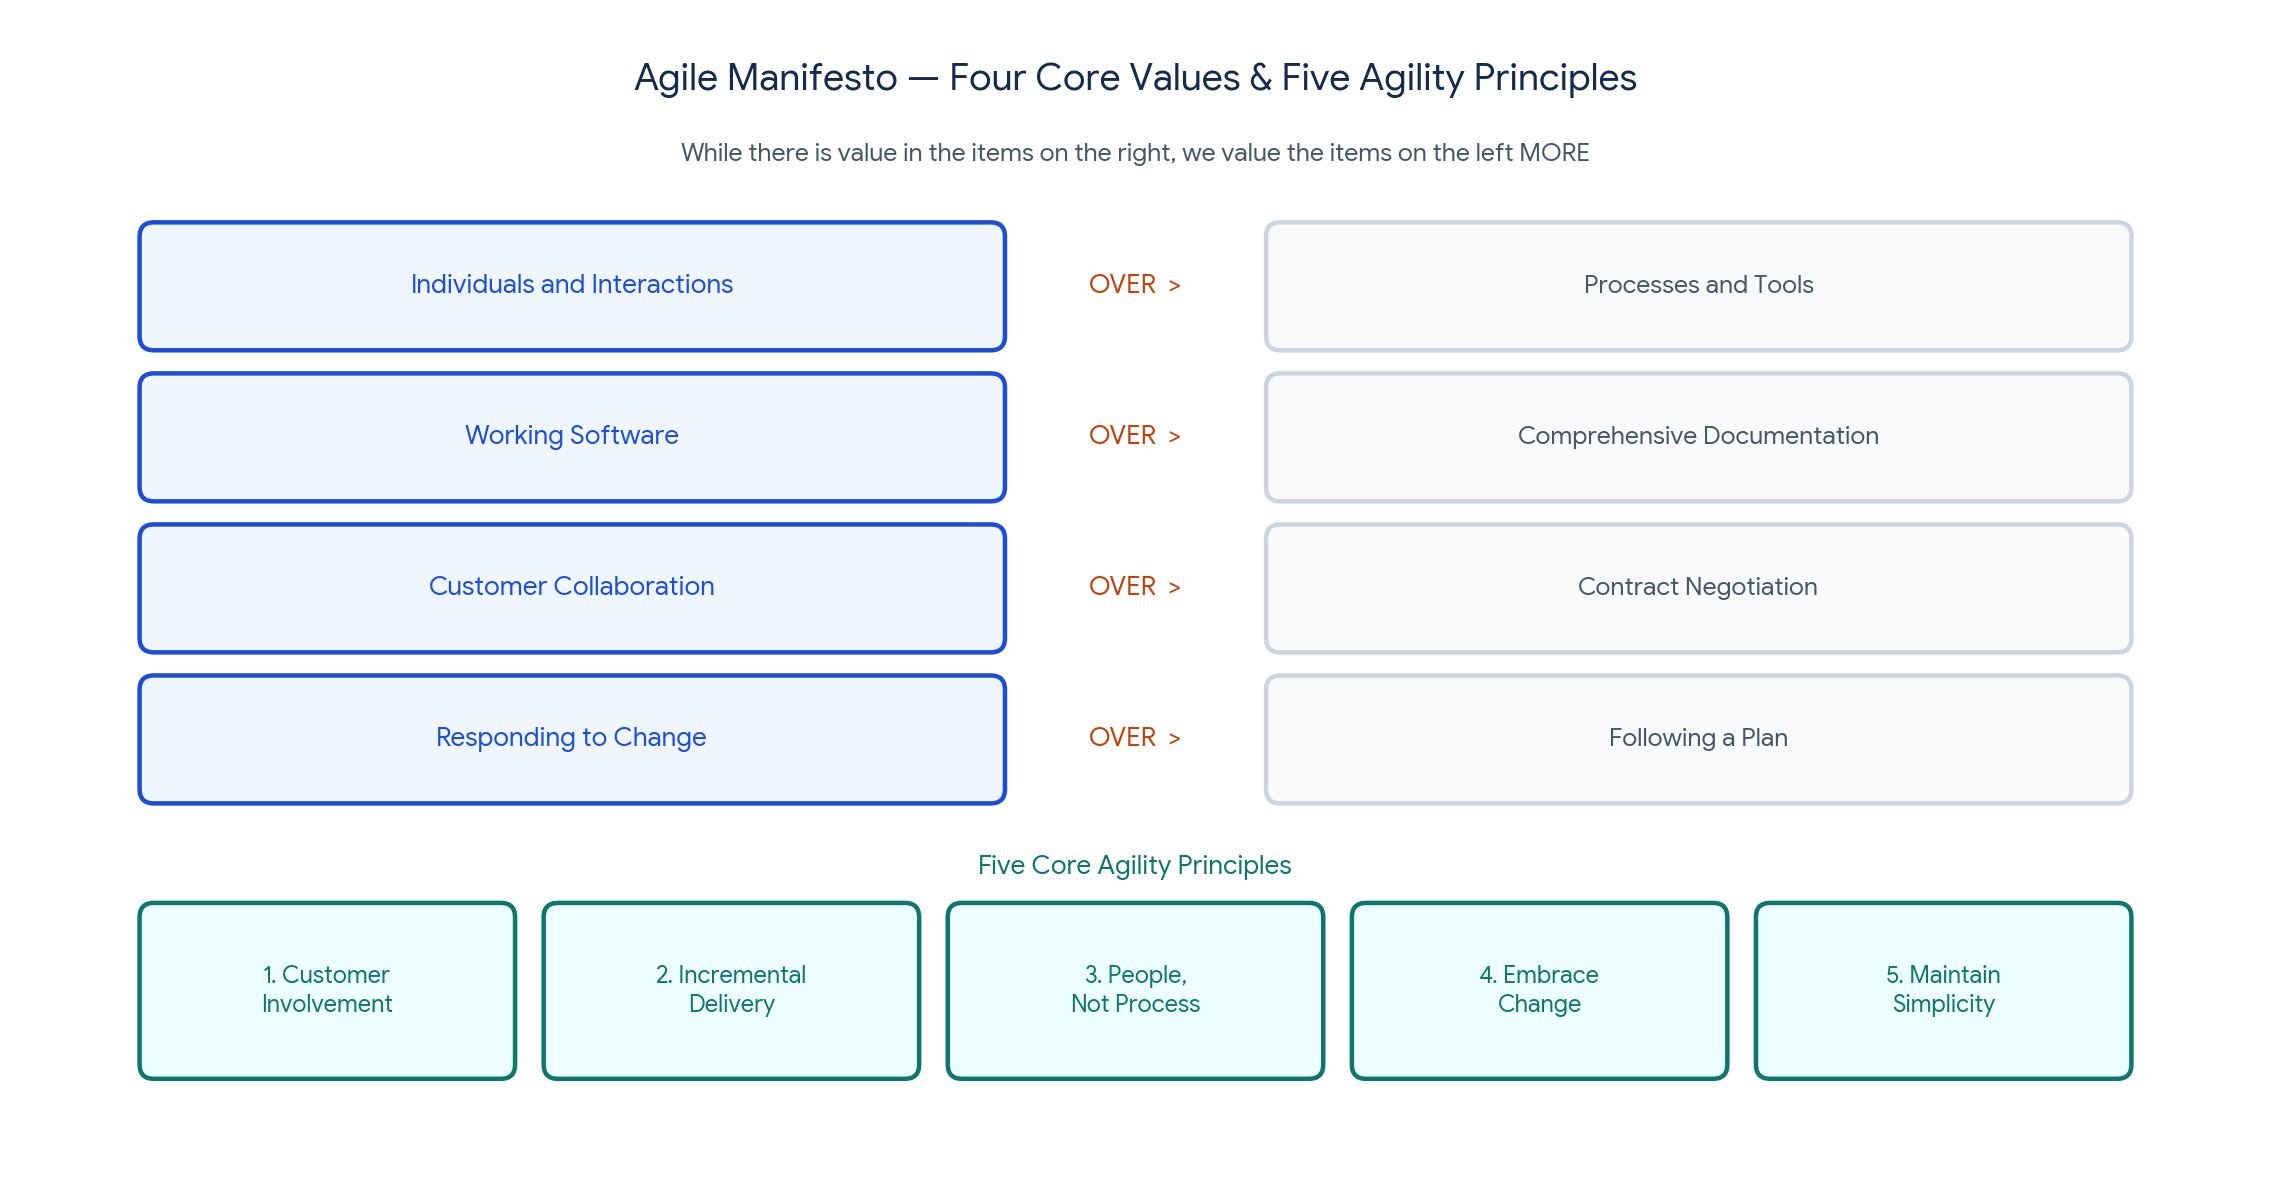 Agile Manifesto — Four Core Values & Five Agility Principles
While there is value in the items on the right, we value the items on the left MORE
Individuals and Interactions
OVER >
Processes and Tools
Working Software
OVER >
Comprehensive Documentation
Customer Collaboration
OVER >
Contract Negotiation
Responding to Change
OVER >
Following a Plan
Five Core Agility Principles
1. Customer
Involvement
2. Incremental
Delivery
3. People,
Not Process
4. Embrace
Change
5. Maintain
Simplicity